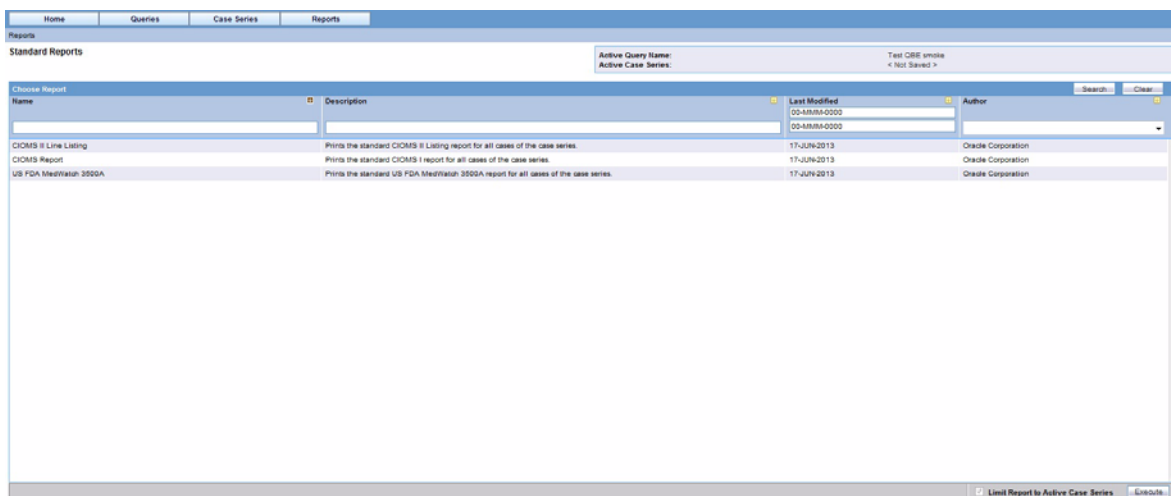 Home Queries Case Series Reports
Reports
Standard Reports
Active Query Name: Test QBE smoke
Active Case Series: < Not Saved >
Choose Report Search Clear
Name Description Last Modified Author
00-MMM-0000
00-MMM-0000
CIOMS II Line Listing Prints the standard CIOMS II Listing report for all cases of the case series. 17-JUN-2013 Oracle Corporation
CIOMS Report Prints the standard CIOMS I report for all cases of the case series. 17-JUN-2013 Oracle Corporation
US FDA MedWatch 3500A Prints the standard US FDA MedWatch 3500A report for all cases of the case series. 17-JUN-2013 Oracle Corporation
Limit Report to Active Case Series Execute